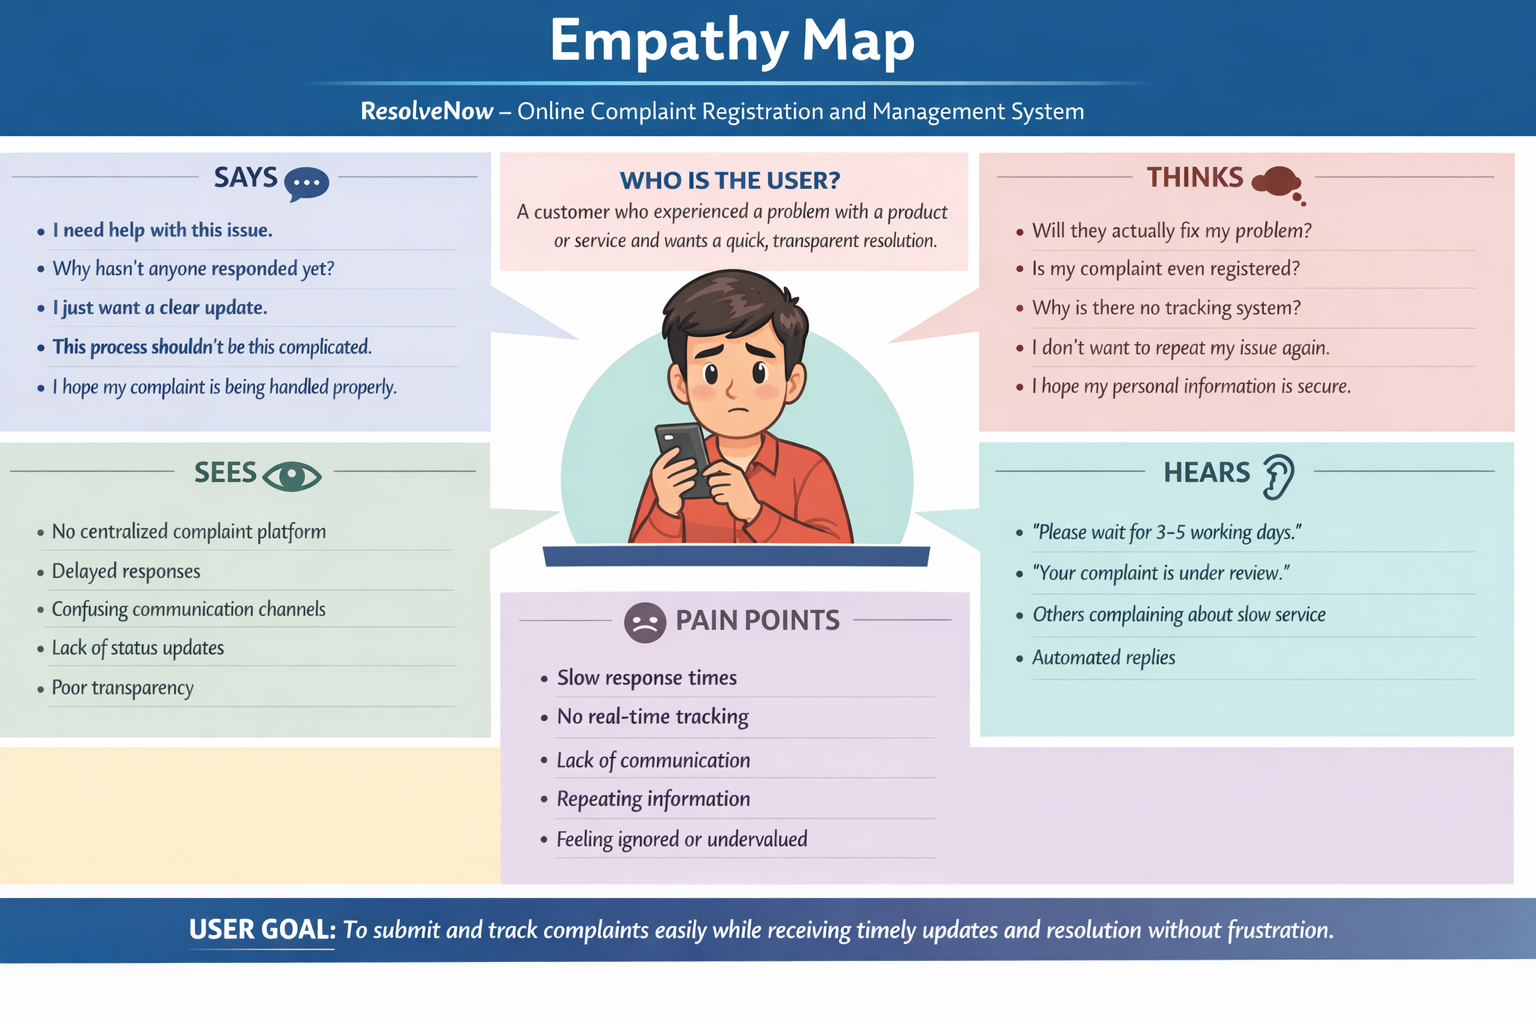 Empathy Map
ResolveNow – Online Complaint Registration and Management System
SAYS
• I need help with this issue.
• Why hasn't anyone responded yet?
• I just want a clear update.
• This process shouldn't be this complicated.
• I hope my complaint is being handled properly.
WHO IS THE USER?
A customer who experienced a problem with a product
or service and wants a quick, transparent resolution.
THINKS
• Will they actually fix my problem?
• Is my complaint even registered?
• Why is there no tracking system?
• I don't want to repeat my issue again.
• I hope my personal information is secure.
SEES
• No centralized complaint platform
• Delayed responses
• Confusing communication channels
• Lack of status updates
• Poor transparency
HEARS
• "Please wait for 3–5 working days."
• "Your complaint is under review."
• Others complaining about slow service
• Automated replies
PAIN POINTS
• Slow response times
• No real-time tracking
• Lack of communication
• Repeating information
• Feeling ignored or undervalued
USER GOAL: To submit and track complaints easily while receiving timely updates and resolution without frustration.